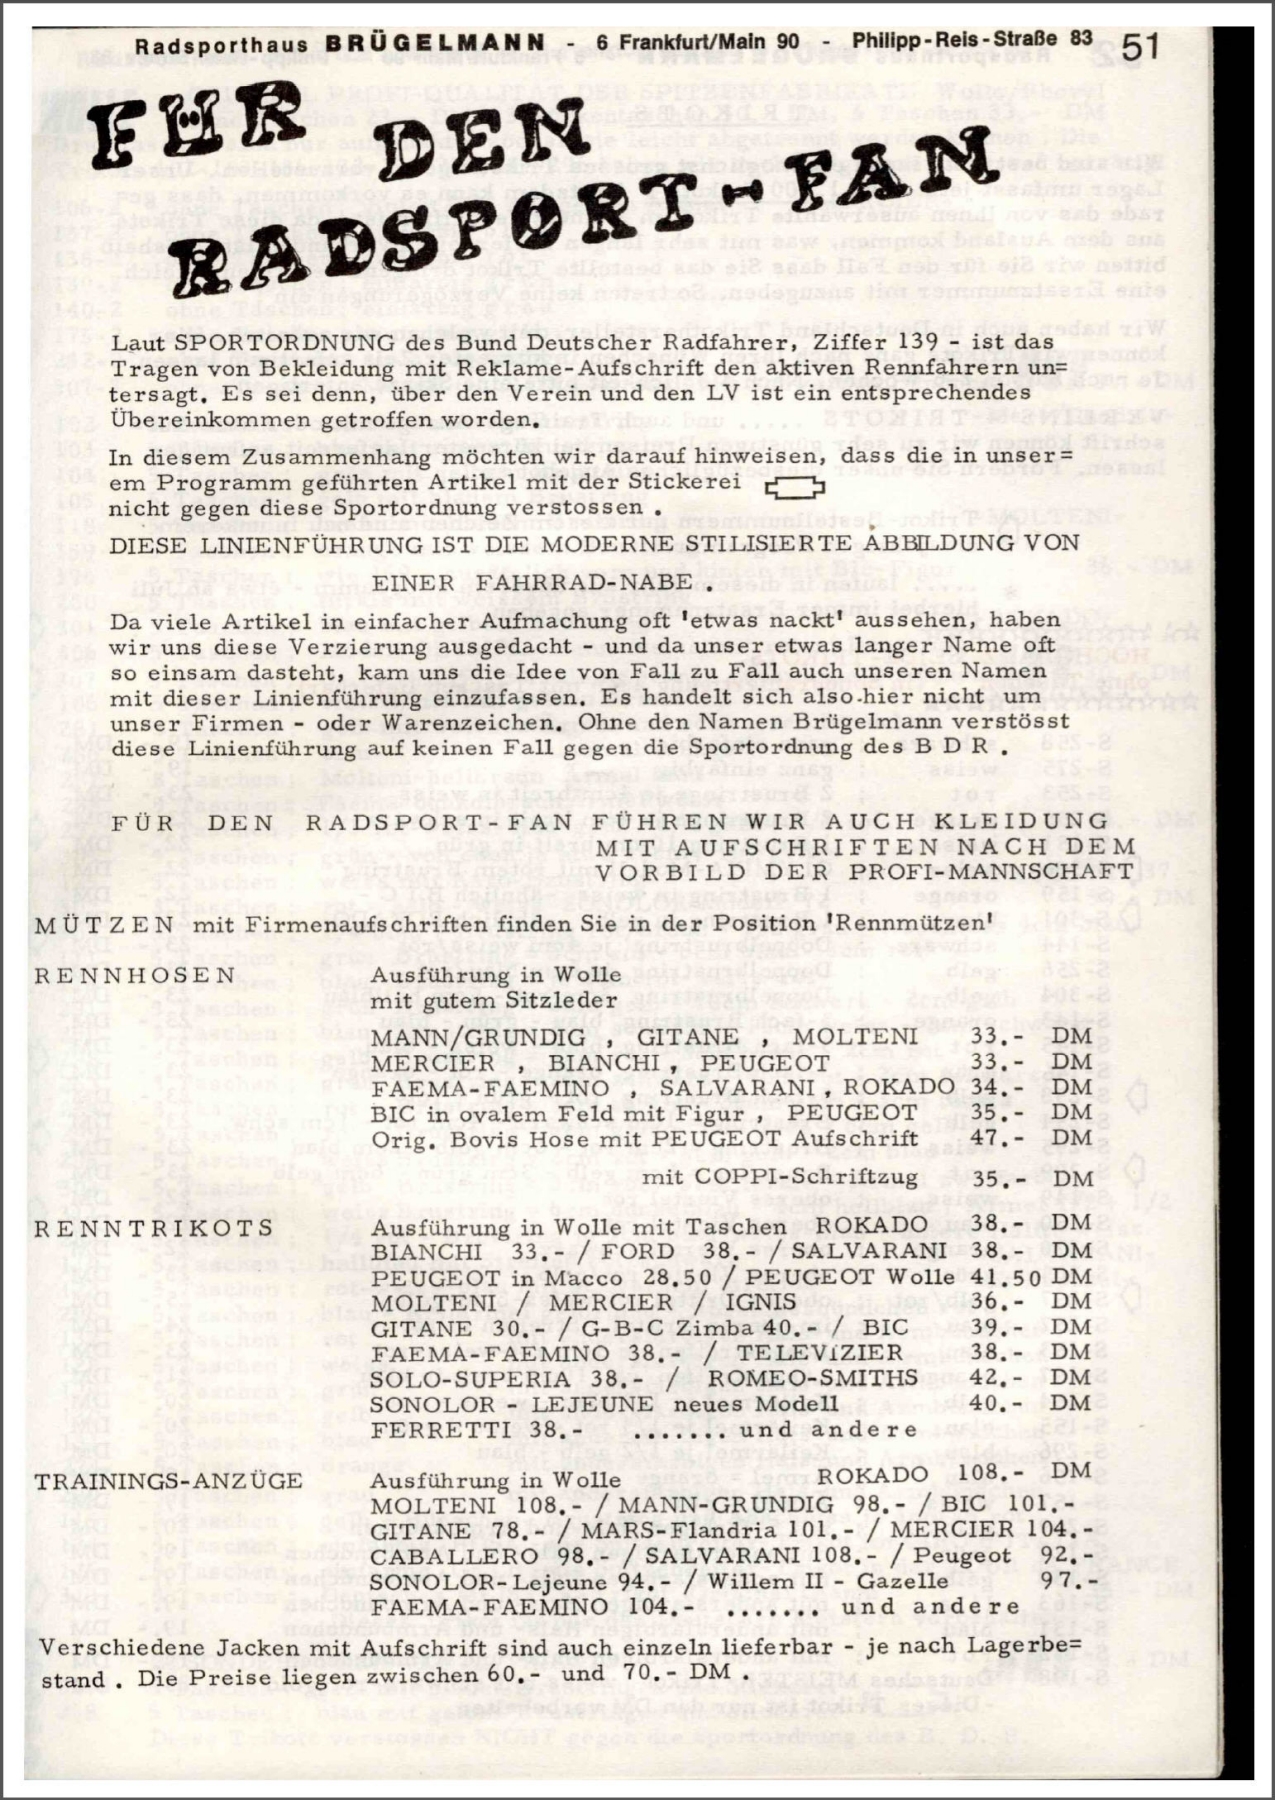 Radsporthaus BRÜGELMANN - 6 Frankfurt/Main 90 - Philipp-Reis-Straße 83 51
FÜR DEN
RADSPORT-FAN
Laut SPORTORDNUNG des Bund Deutscher Radfahrer, Ziffer 139 - ist das
Tragen von Bekleidung mit Reklame-Aufschrift den aktiven Rennfahrern un=
tersagt. Es sei denn, über den Verein und den LV ist ein entsprechendes
Übereinkommen getroffen worden.
In diesem Zusammenhang möchten wir darauf hinweisen, dass die in unser=
em Programm geführten Artikel mit der Stickerei
nicht gegen diese Sportordnung verstossen .
DIESE LINIENFÜHRUNG IST DIE MODERNE STILISIERTE ABBILDUNG VON
EINER FAHRRAD-NABE .
Da viele Artikel in einfacher Aufmachung oft 'etwas nackt' aussehen, haben
wir uns diese Verzierung ausgedacht - und da unser etwas langer Name oft
so einsam dasteht, kam uns die Idee von Fall zu Fall auch unseren Namen
mit dieser Linienführung einzufassen. Es handelt sich also hier nicht um
unser Firmen - oder Warenzeichen. Ohne den Namen Brügelmann verstösst
diese Linienführung auf keinen Fall gegen die Sportordnung des B D R .
FÜR DEN RADSPORT-FAN FÜHREN WIR AUCH KLEIDUNG
MIT AUFSCHRIFTEN NACH DEM
VORBILD DER PROFI-MANNSCHAFT
MÜTZEN mit Firmenaufschriften finden Sie in der Position 'Rennmützen'
RENNHOSEN Ausführung in Wolle
mit gutem Sitzleder
MANN/GRUNDIG , GITANE , MOLTENI 33.- DM
MERCIER , BIANCHI , PEUGEOT 33.- DM
FAEMA-FAEMINO , SALVARANI , ROKADO 34.- DM
BIC in ovalem Feld mit Figur , PEUGEOT 35.- DM
Orig. Bovis Hose mit PEUGEOT Aufschrift 47.- DM
mit COPPI-Schriftzug 35.- DM
RENNTRIKOTS Ausführung in Wolle mit Taschen ROKADO 38.- DM
BIANCHI 33.- / FORD 38.- / SALVARANI 38.- DM
PEUGEOT in Macco 28.50 / PEUGEOT Wolle 41.50 DM
MOLTENI / MERCIER / IGNIS 36.- DM
GITANE 30.- / G-B-C Zimba 40.- / BIC 39.- DM
FAEMA-FAEMINO 38.- / TELEVIZIER 38.- DM
SOLO-SUPERIA 38.- / ROMEO-SMITHS 42.- DM
SONOLOR - LEJEUNE neues Modell 40.- DM
FERRETTI 38.- ....... und andere
TRAININGS-ANZÜGE Ausführung in Wolle ROKADO 108.- DM
MOLTENI 108.- / MANN-GRUNDIG 98.- / BIC 101.-
GITANE 78.- / MARS-Flandria 101.- / MERCIER 104.-
CABALLERO 98.- / SALVARANI 108.- / Peugeot 92.-
SONOLOR-Lejeune 94.- / Willem II - Gazelle 97.-
FAEMA-FAEMINO 104.- ....... und andere
Verschiedene Jacken mit Aufschrift sind auch einzeln lieferbar - je nach Lagerbe=
stand . Die Preise liegen zwischen 60.- und 70.- DM .